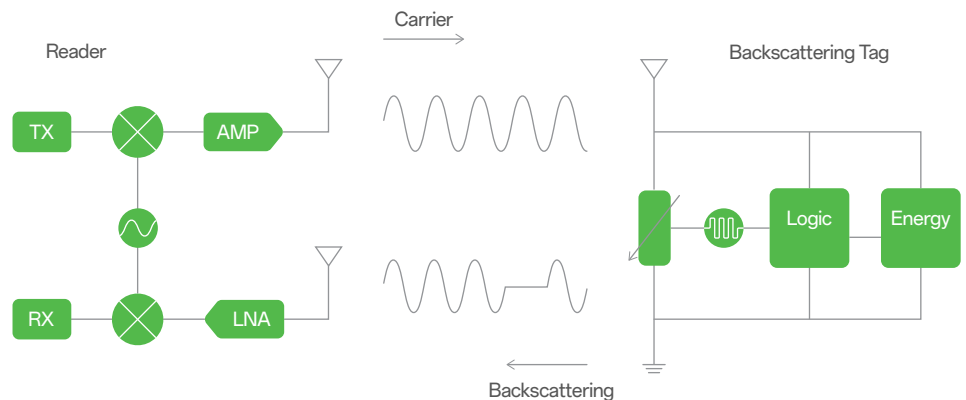 Carrier
Reader
Backscattering Tag
TX
AMP
Logic
Energy
RX
LNA
Backscattering